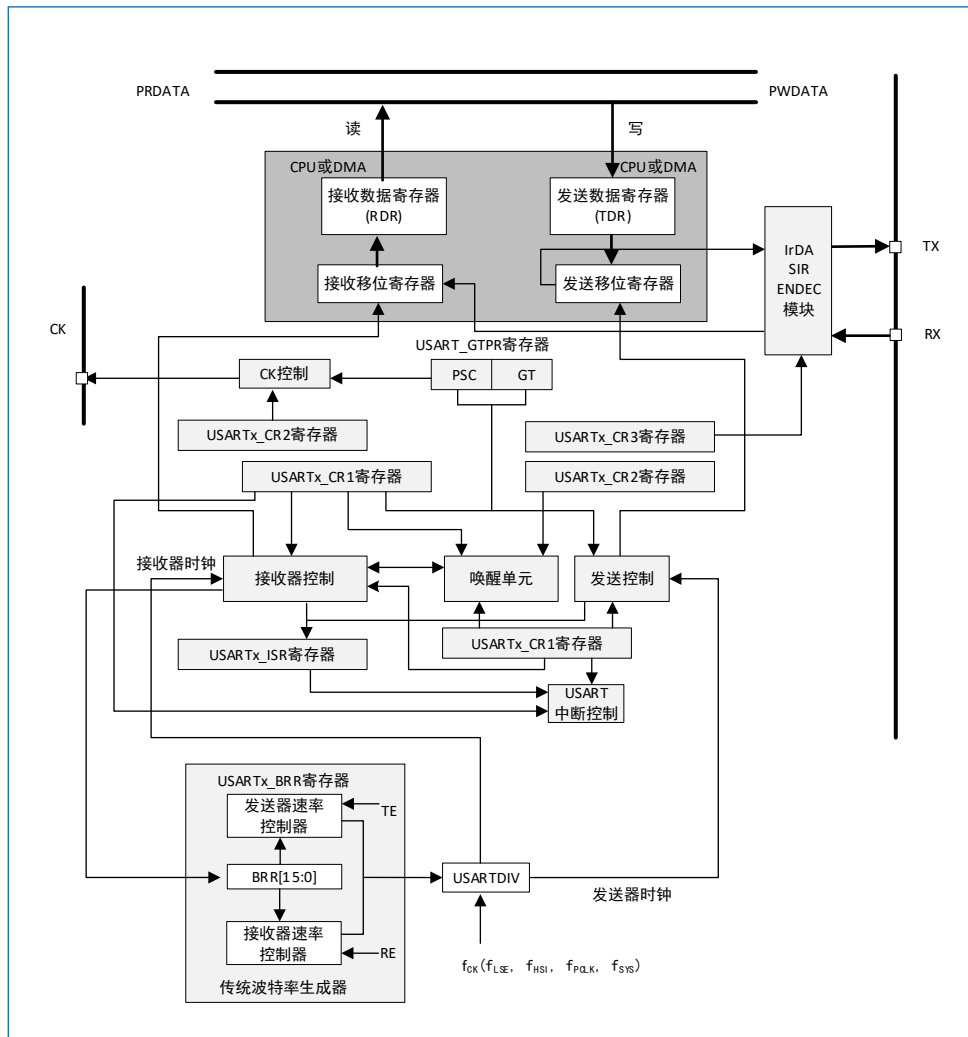 PRDATA
PWDATA
读
写
CPU或DMA
CPU或DMA
接收数据寄存器
(RDR)
发送数据寄存器
(TDR)
IrDA
SIR
ENDEC
模块
TX
接收移位寄存器
发送移位寄存器
CK
RX
USART_GTPR寄存器
CK控制
PSC
GT
USARTx_CR2寄存器
USARTx_CR3寄存器
USARTx_CR1寄存器
USARTx_CR2寄存器
接收器时钟
接收器控制
唤醒单元
发送控制
USARTx_ISR寄存器
USARTx_CR1寄存器
USART
中断控制
USARTx_BRR寄存器
发送器速率
控制器
TE
BRR[15:0]
USARTDIV
发送器时钟
接收器速率
控制器
RE
fCK(fLSE, fHSI, fPCLK, fSYS)
传统波特率生成器